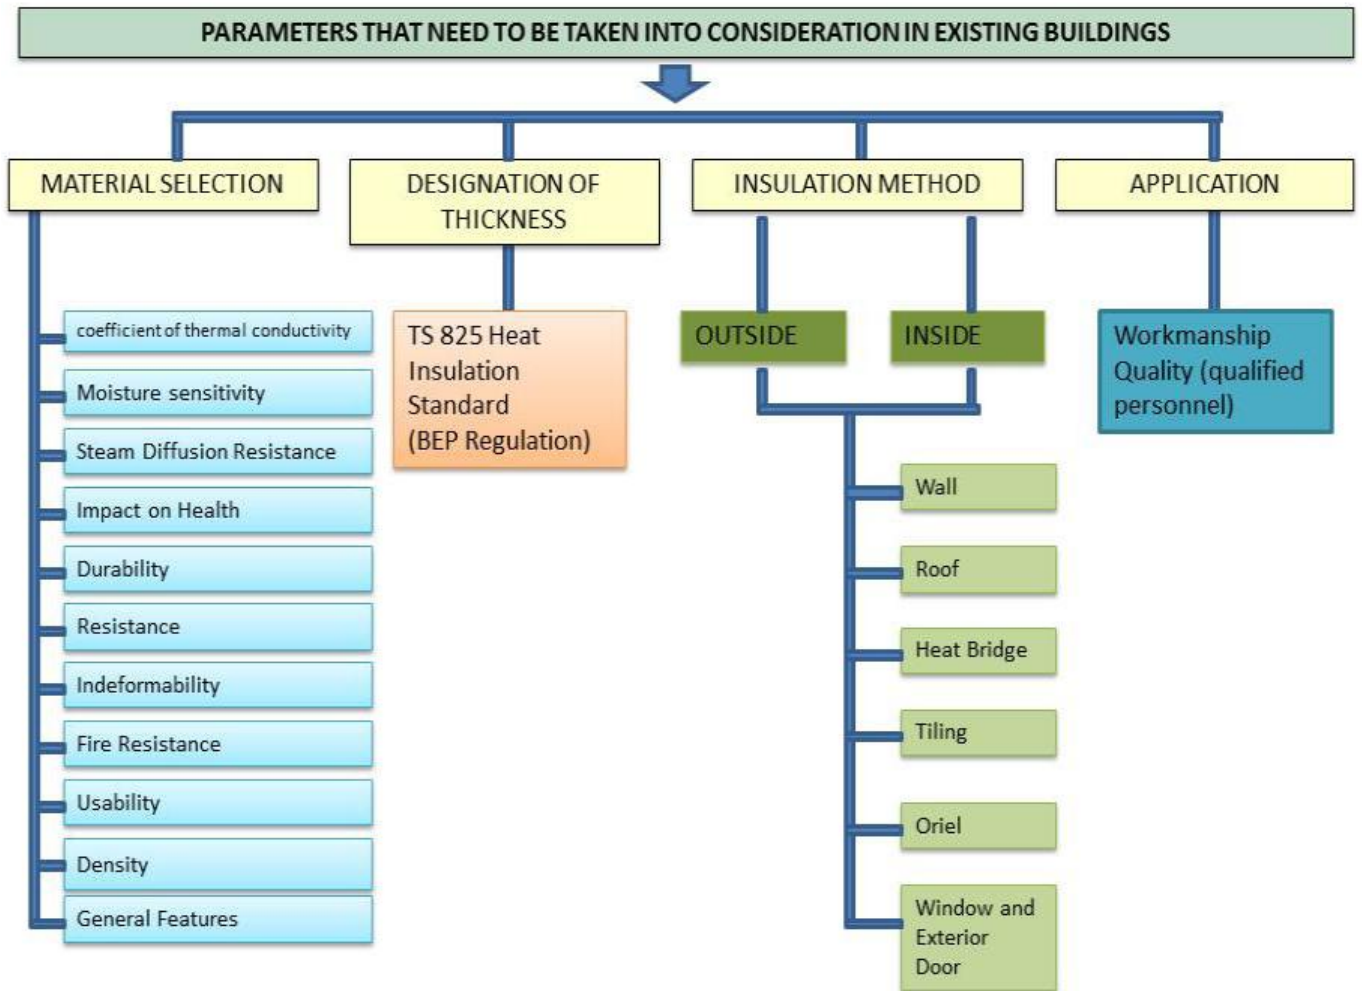 PARAMETERS THAT NEED TO BE TAKEN INTO CONSIDERATION IN EXISTING BUILDINGS
MATERIAL SELECTION
coefficient of thermal conductivity
Moisture sensitivity
Steam Diffusion Resistance
Impact on Health
Durability
Resistance
Indeformability
Fire Resistance
Usability
Density
General Features
DESIGNATION OF
THICKNESS
TS 825 Heat
Insulation
Standard
(BEP Regulation)
INSULATION METHOD
OUTSIDE
INSIDE
Wall
Roof
Heat Bridge
Tiling
Oriel
Window and
Exterior
Door
APPLICATION
Workmanship
Quality (qualified
personnel)